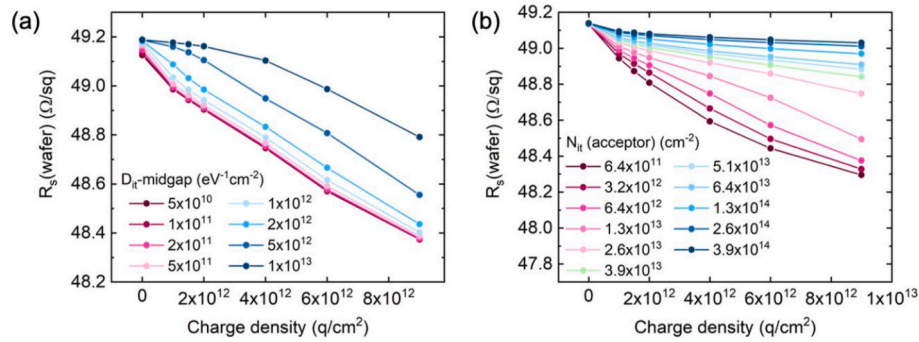 (a)
49.2
49.0
48.8
48.6
48.4
48.2
R_s(wafer) (Ω/sq)
D_it-midgap (eV⁻¹cm⁻²)
5x10¹⁰
1x10¹¹
2x10¹¹
5x10¹¹
1x10¹²
2x10¹²
5x10¹²
1x10¹³
0 2x10¹² 4x10¹² 6x10¹² 8x10¹²
Charge density (q/cm²)
(b)
49.2
49.0
48.8
48.6
48.4
48.2
48.0
47.8
R_s(wafer) (Ω/sq)
N_it (acceptor) (cm⁻²)
6.4x10¹¹
3.2x10¹²
6.4x10¹²
1.3x10¹³
2.6x10¹³
3.9x10¹³
5.1x10¹³
6.4x10¹³
1.3x10¹⁴
2.6x10¹⁴
3.9x10¹⁴
0 2x10¹² 4x10¹² 6x10¹² 8x10¹² 1x10¹³
Charge density (q/cm²)